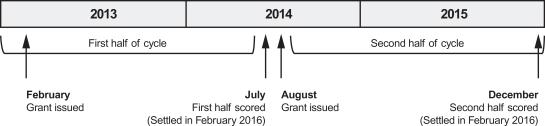 2013 2014 2015
First half of cycle Second half of cycle
February July August December
Grant issued First half scored Grant issued Second half scored
(Settled in February 2016) (Settled in February 2016)